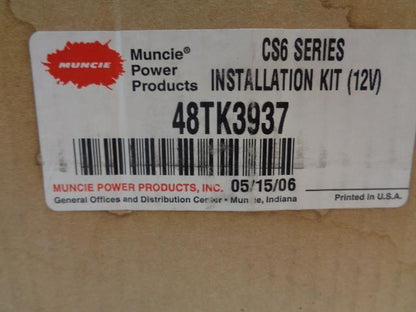 MUNCIE
Muncie® Power Products
CS6 SERIES
INSTALLATION KIT (12V)
48TK3937
MUNCIE POWER PRODUCTS, INC. 05/15/06
General Offices and Distribution Center • Muncie, Indiana
Printed in U.S.A.